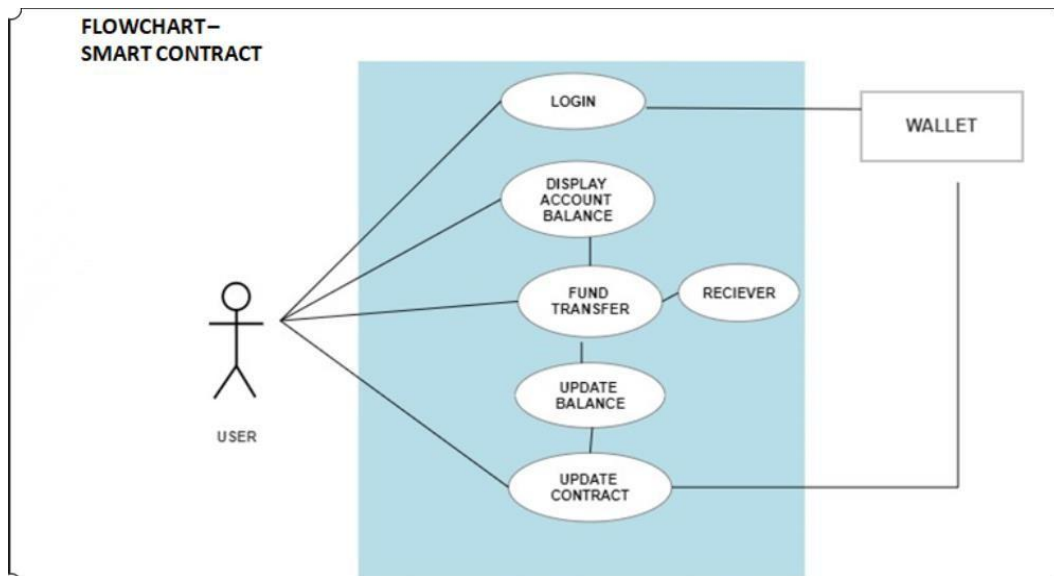 FLOWCHART–
SMART CONTRACT
LOGIN
WALLET
DISPLAY
ACCOUNT
BALANCE
FUND
TRANSFER
RECIEVER
UPDATE
BALANCE
USER
UPDATE
CONTRACT